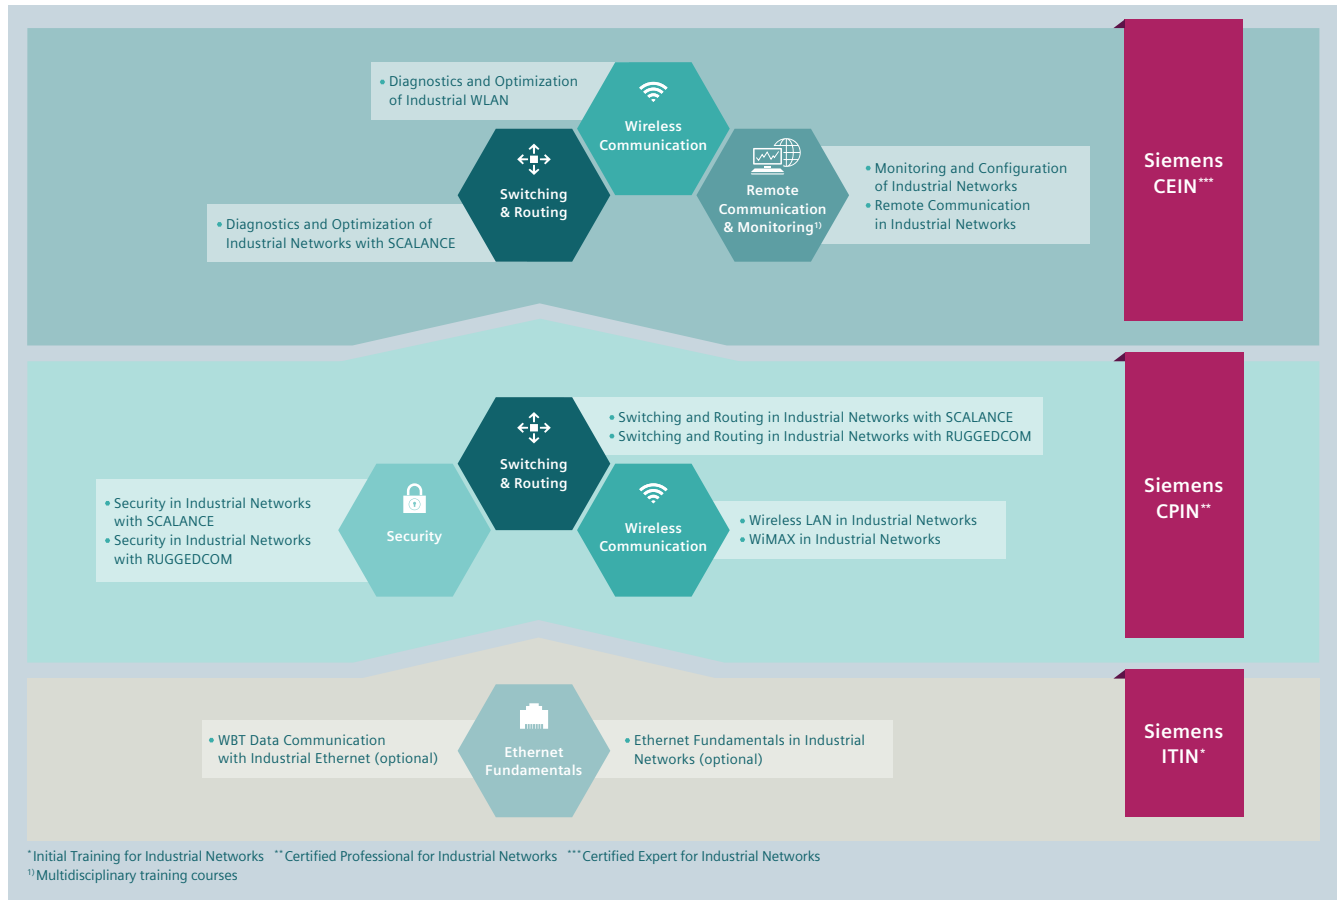 • Diagnostics and Optimization
of Industrial WLAN
Wireless
Communication
Switching
& Routing
• Diagnostics and Optimization of
Industrial Networks with SCALANCE
Remote
Communication
& Monitoring¹⁾
• Monitoring and Configuration
of Industrial Networks
• Remote Communication
in Industrial Networks
Siemens
CEIN***
Switching
& Routing
• Switching and Routing in Industrial Networks with SCALANCE
• Switching and Routing in Industrial Networks with RUGGEDCOM
• Security in Industrial Networks
with SCALANCE
• Security in Industrial Networks
with RUGGEDCOM
Security
Wireless
Communication
• Wireless LAN in Industrial Networks
• WiMAX in Industrial Networks
Siemens
CPIN**
• WBT Data Communication
with Industrial Ethernet (optional)
Ethernet
Fundamentals
• Ethernet Fundamentals in Industrial
Networks (optional)
Siemens
ITIN*
*Initial Training for Industrial Networks **Certified Professional for Industrial Networks ***Certified Expert for Industrial Networks
¹⁾Multidisciplinary training courses